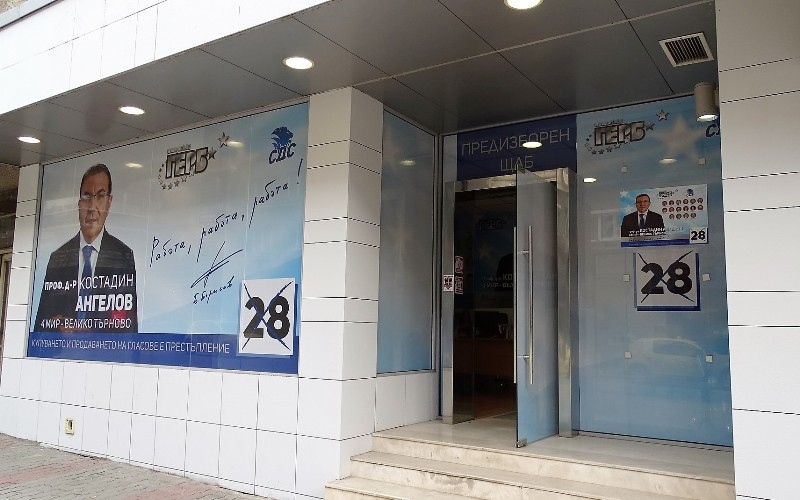 ГЕРБ
СДС
Работа, работа, работа!
Б. Борисов
ПРОФ. Д-Р КОСТАДИН
АНГЕЛОВ
4 МИР - ВЕЛИКО ТЪРНОВО
28
КУПУВАНЕТО И ПРОДАВАНЕТО НА ГЛАСОВЕ Е ПРЕСТЪПЛЕНИЕ
ПРЕДИЗБОРЕН
ЩАБ
ГЕРБ
СДС
28
28